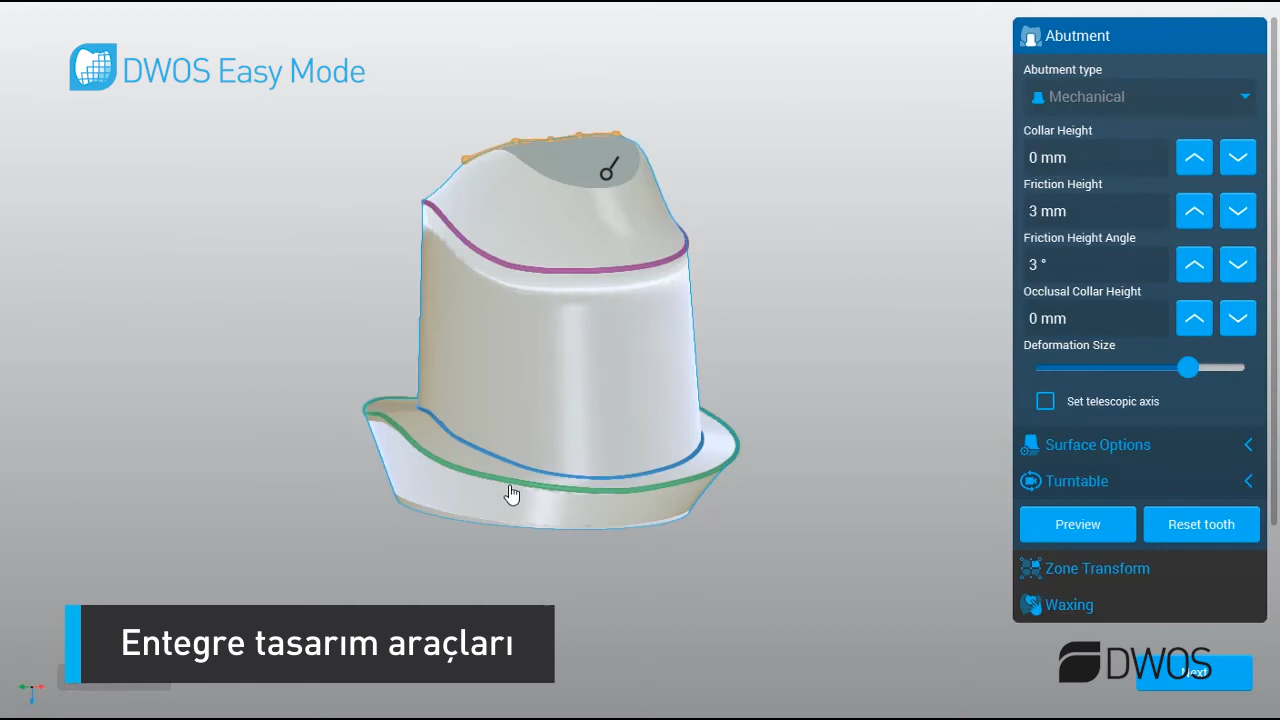 DWOS Easy Mode
Abutment
Abutment type
Mechanical
Collar Height
0 mm
Friction Height
3 mm
Friction Height Angle
3 °
Occlusal Collar Height
0 mm
Deformation Size
Set telescopic axis
Surface Options
Turntable
Preview
Reset tooth
Zone Transform
Waxing
Entegre tasarım araçları
DWOS
Next